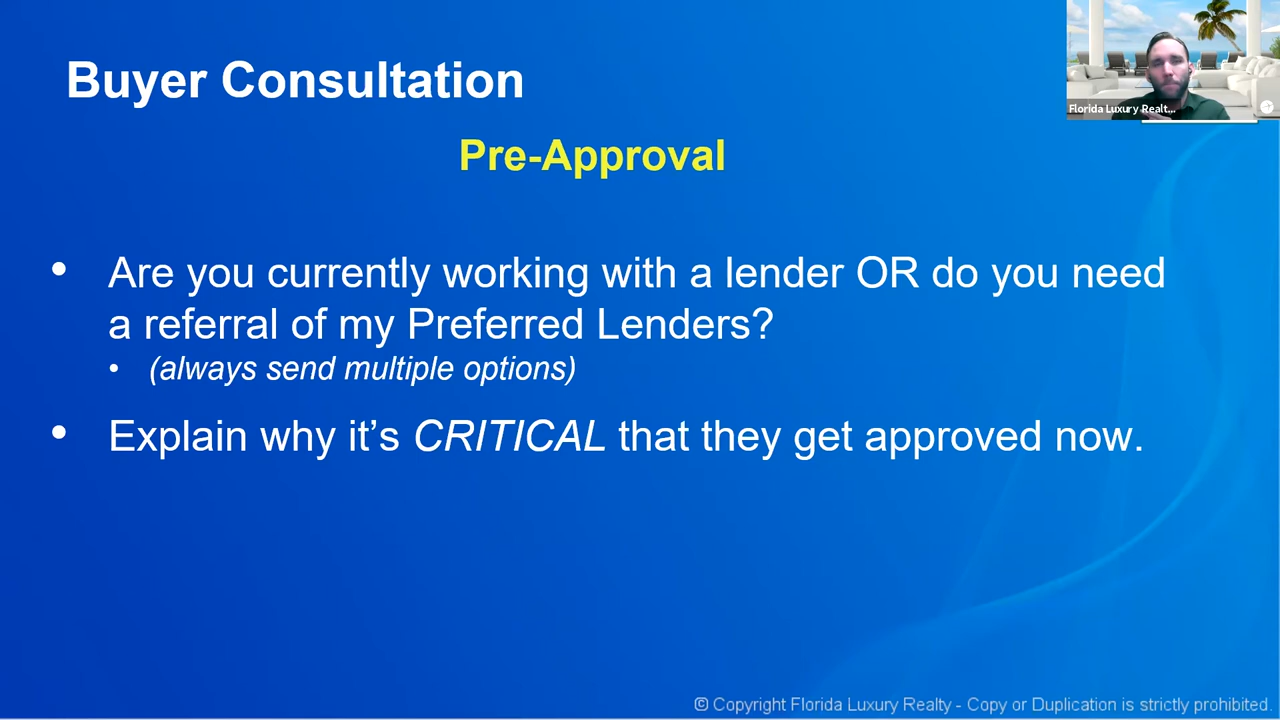 Buyer Consultation
Florida Luxury Realt...
Pre-Approval
• Are you currently working with a lender OR do you need
a referral of my Preferred Lenders?
• (always send multiple options)
• Explain why it’s CRITICAL that they get approved now.
© Copyright Florida Luxury Realty - Copy or Duplication is strictly prohibited.